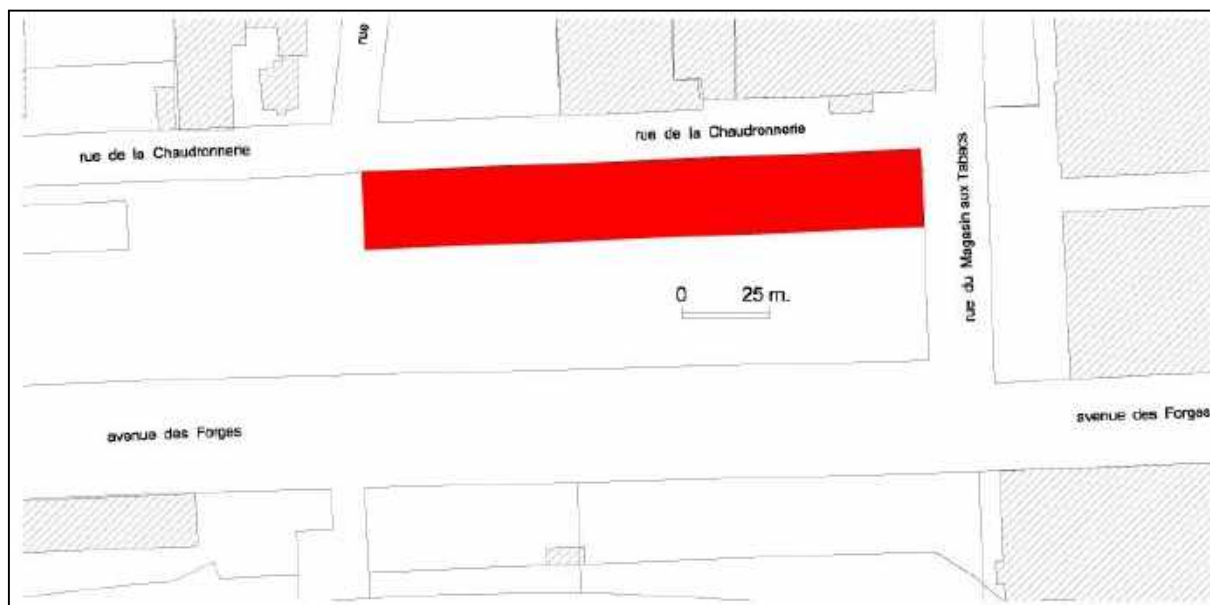 rue
rue de la Chaudronnerie
rue de la Chaudronnerie
rue du Magasin aux Tabacs
0 25 m.
avenue des Forges
avenue des Forges